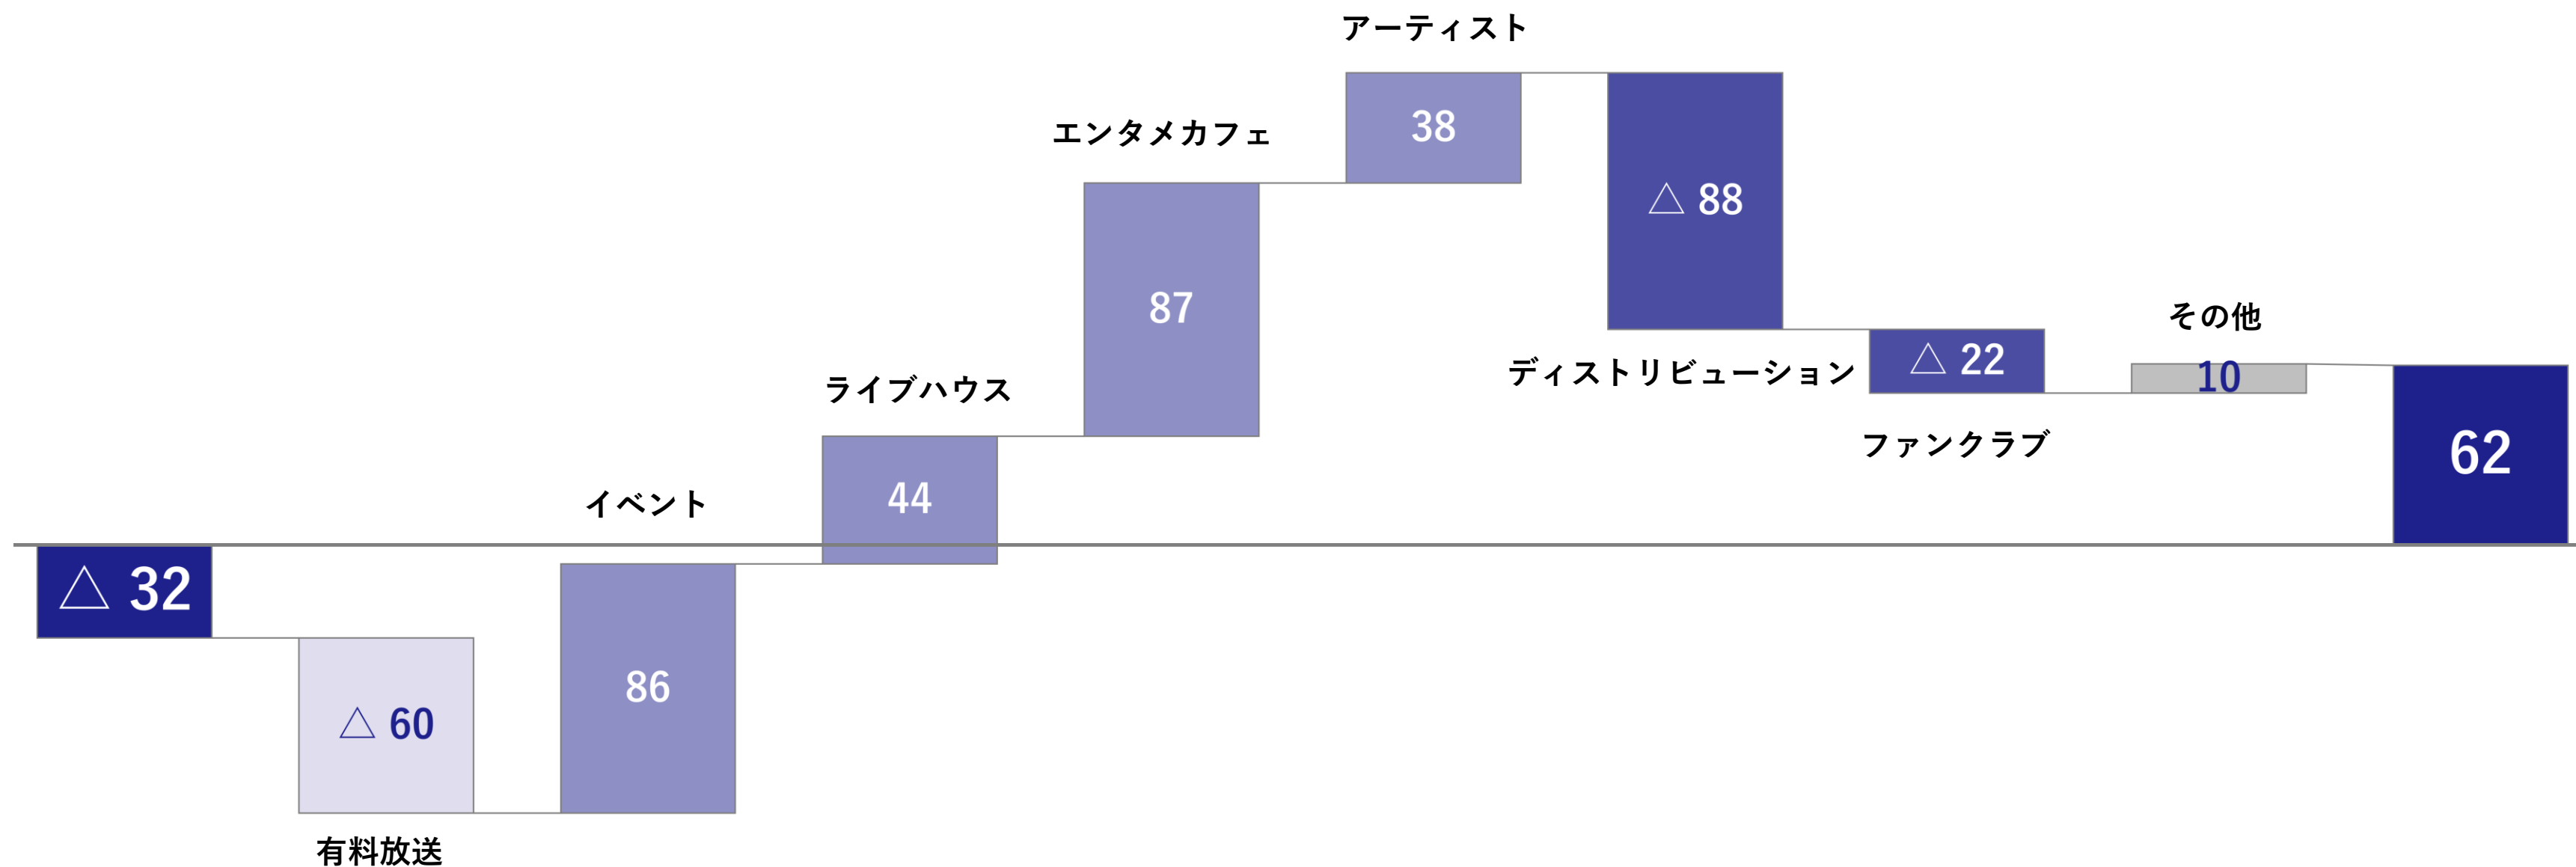 △ 32
△ 60
有料放送
イベント
86
ライブハウス
44
エンタメカフェ
87
アーティスト
38
△ 88
ディストリビューション
△ 22
ファンクラブ
その他
10
62